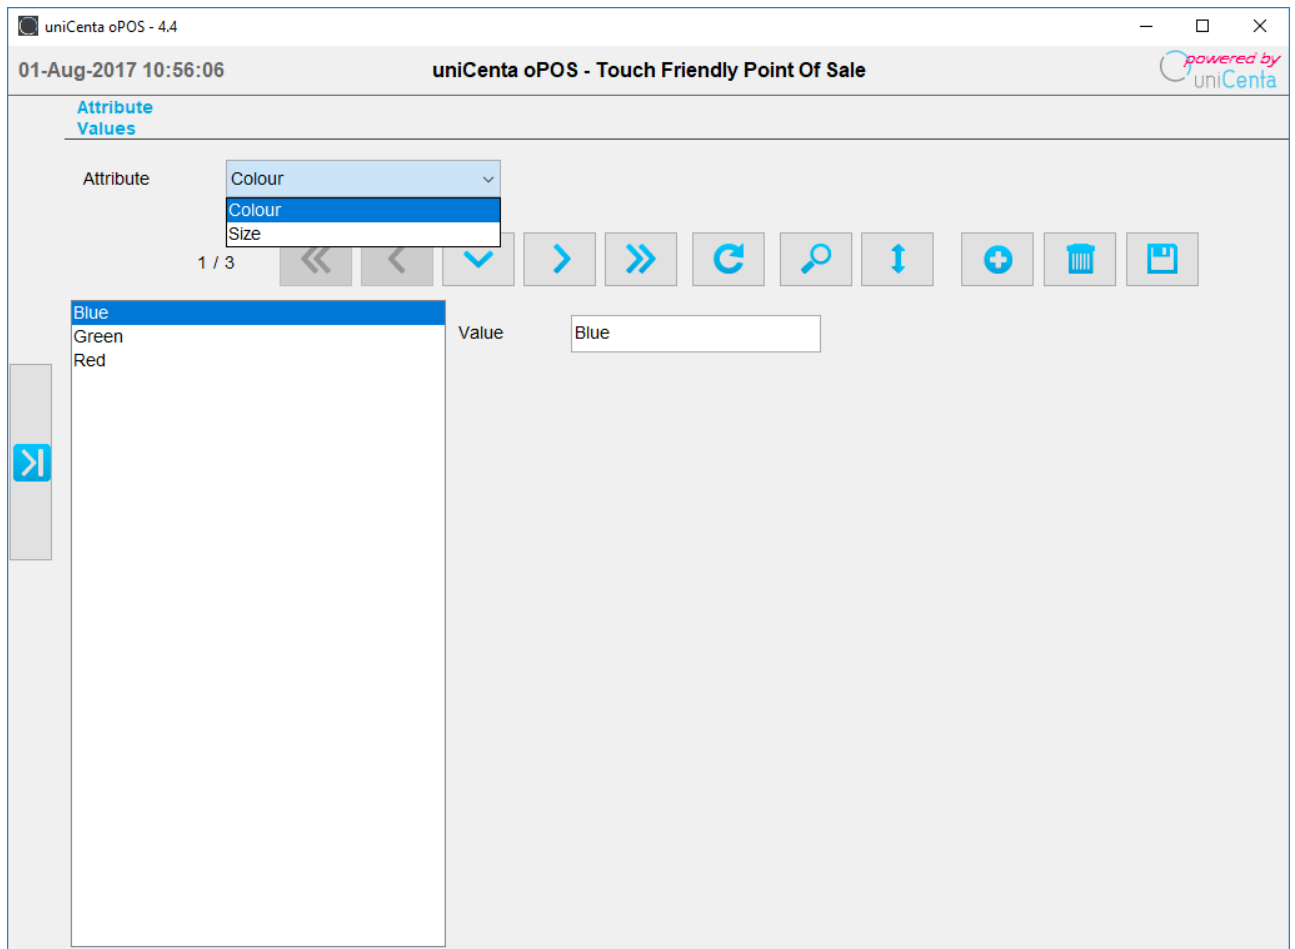 uniCenta oPOS - 4.4
01-Aug-2017 10:56:06
uniCenta oPOS - Touch Friendly Point Of Sale
powered by
uniCenta
Attribute
Values
Attribute
Colour
Colour
Size
1 / 3
Blue
Green
Red
Value
Blue